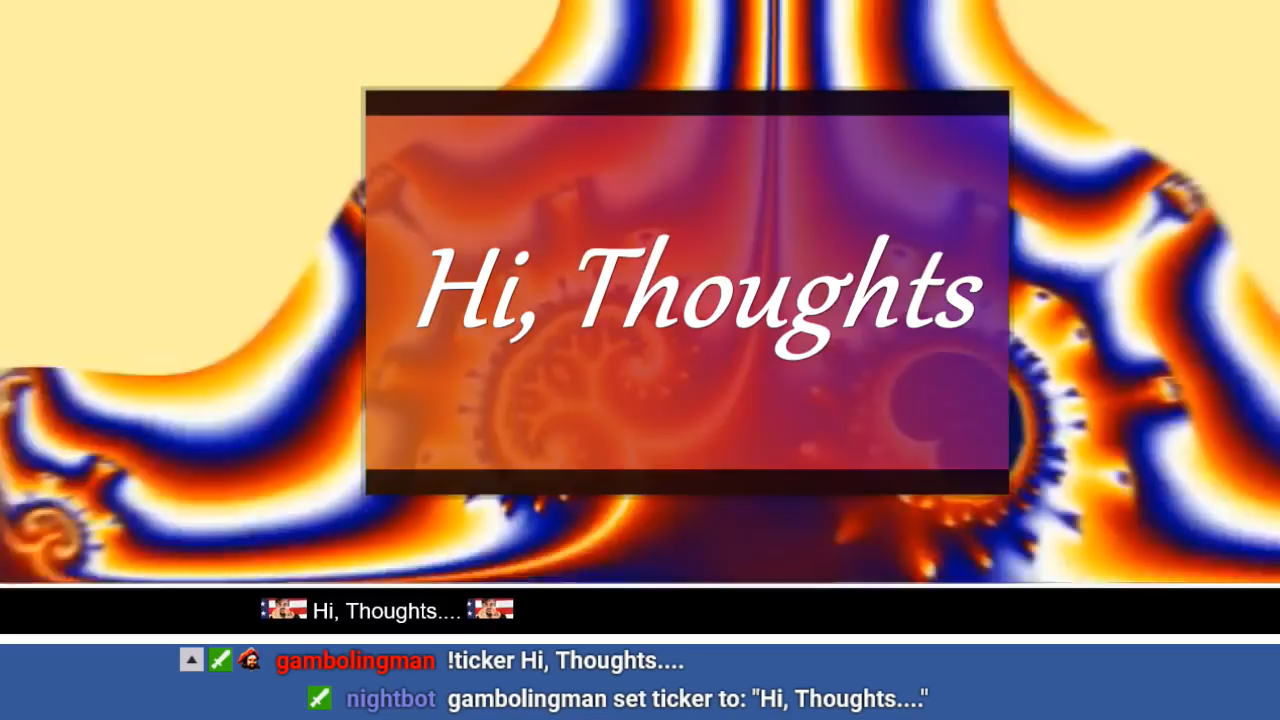 Hi, Thoughts
Hi, Thoughts....
gambolingman !ticker Hi, Thoughts....
nightbot gambolingman set ticker to: "Hi, Thoughts...."